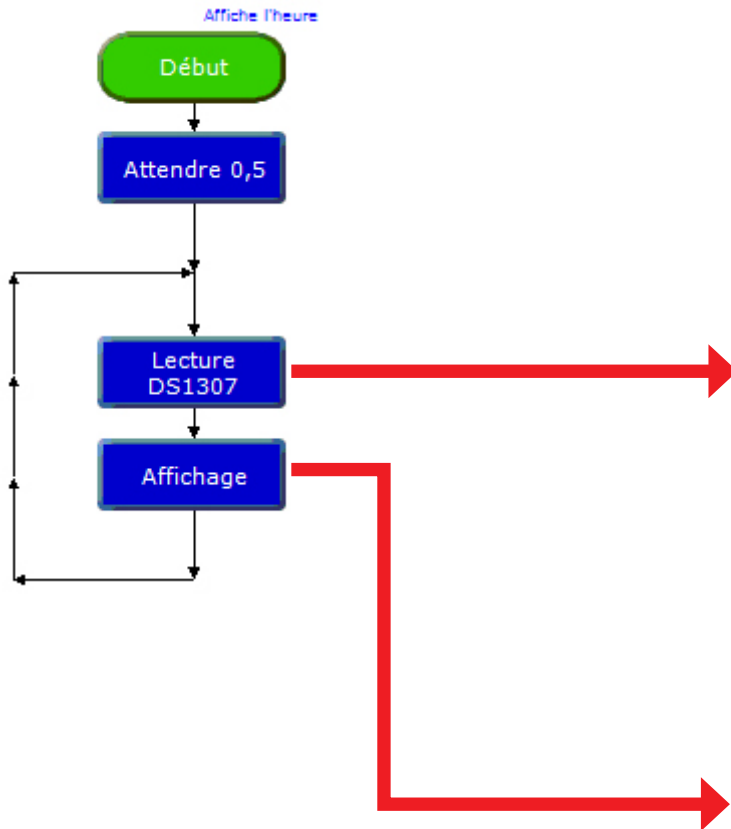 Affiche l'heure
Début
Attendre 0,5
Lecture
DS1307
Affichage